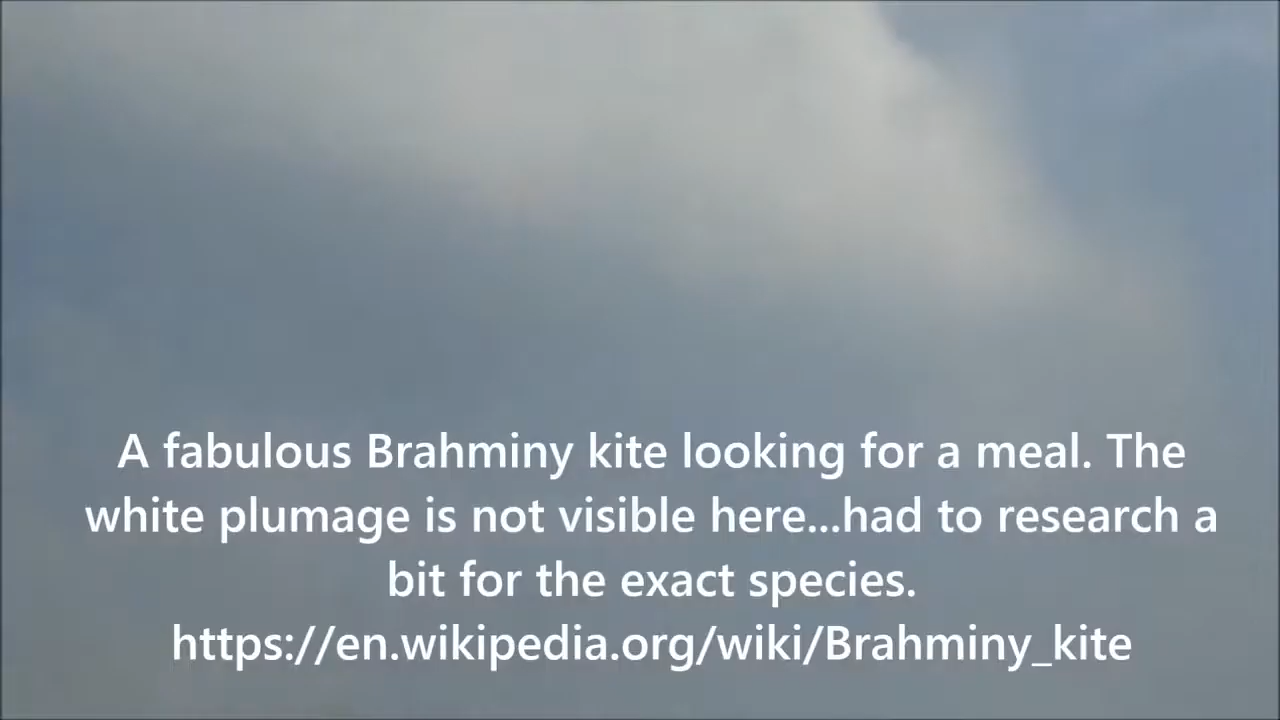 A fabulous Brahminy kite looking for a meal. The
white plumage is not visible here...had to research a
bit for the exact species.
https://en.wikipedia.org/wiki/Brahminy_kite